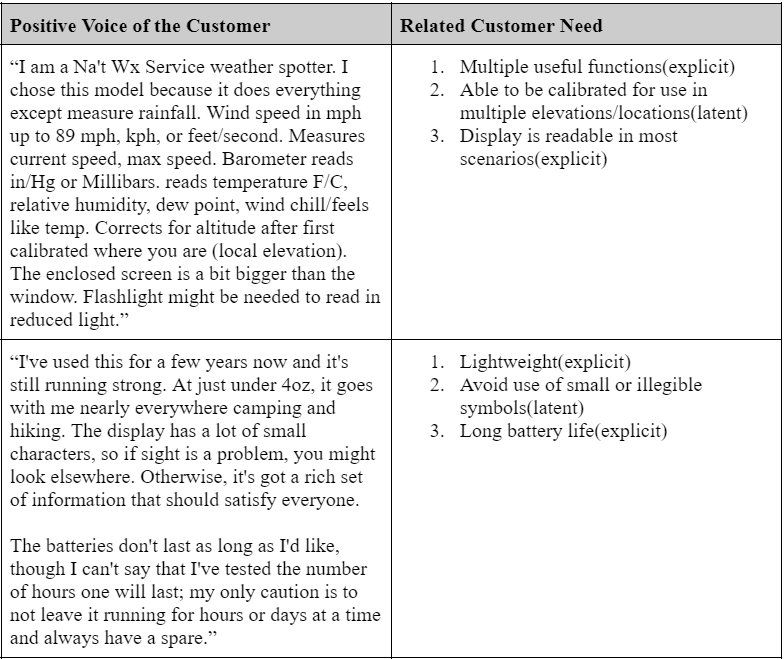 Positive Voice of the Customer
Related Customer Need
“I am a Na't Wx Service weather spotter. I
chose this model because it does everything
except measure rainfall. Wind speed in mph
up to 89 mph, kph, or feet/second. Measures
current speed, max speed. Barometer reads
in/Hg or Millibars. reads temperature F/C,
relative humidity, dew point, wind chill/feels
like temp. Corrects for altitude after first
calibrated where you are (local elevation).
The enclosed screen is a bit bigger than the
window. Flashlight might be needed to read in
reduced light.”
1. Multiple useful functions(explicit)
2. Able to be calibrated for use in
multiple elevations/locations(latent)
3. Display is readable in most
scenarios(explicit)
“I've used this for a few years now and it's
still running strong. At just under 4oz, it goes
with me nearly everywhere camping and
hiking. The display has a lot of small
characters, so if sight is a problem, you might
look elsewhere. Otherwise, it's got a rich set
of information that should satisfy everyone.
The batteries don't last as long as I'd like,
though I can't say that I've tested the number
of hours one will last; my only caution is to
not leave it running for hours or days at a time
and always have a spare.”
1. Lightweight(explicit)
2. Avoid use of small or illegible
symbols(latent)
3. Long battery life(explicit)